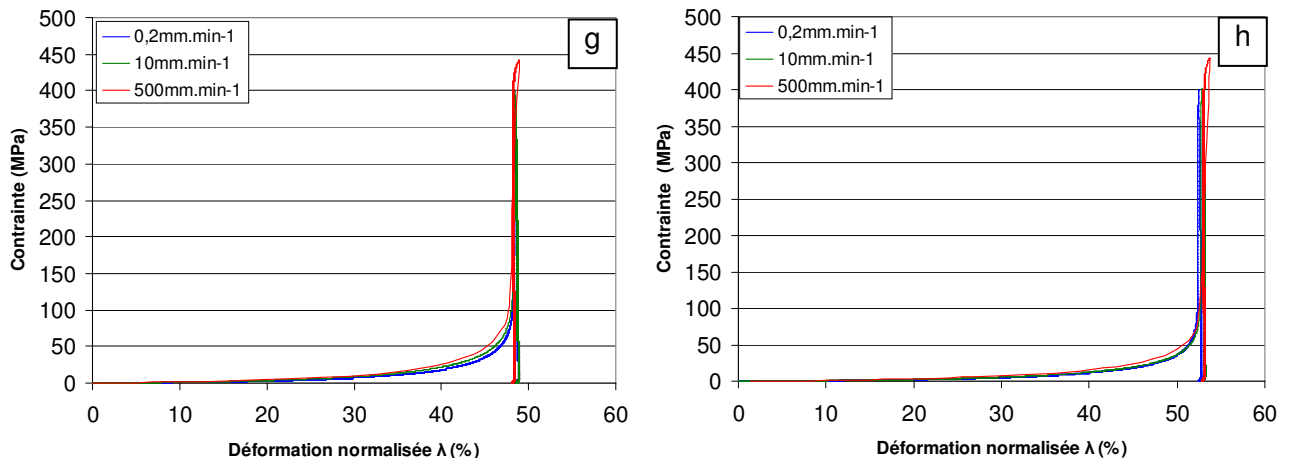 g
0,2mm.min-1
10mm.min-1
500mm.min-1
500
450
400
350
300
250
200
150
100
50
0
Contrainte (MPa)
0 10 20 30 40 50 60
Déformation normalisée λ (%)
h
0,2mm.min-1
10mm.min-1
500mm.min-1
500
450
400
350
300
250
200
150
100
50
0
Contrainte (MPa)
0 10 20 30 40 50 60
Déformation normalisée λ (%)